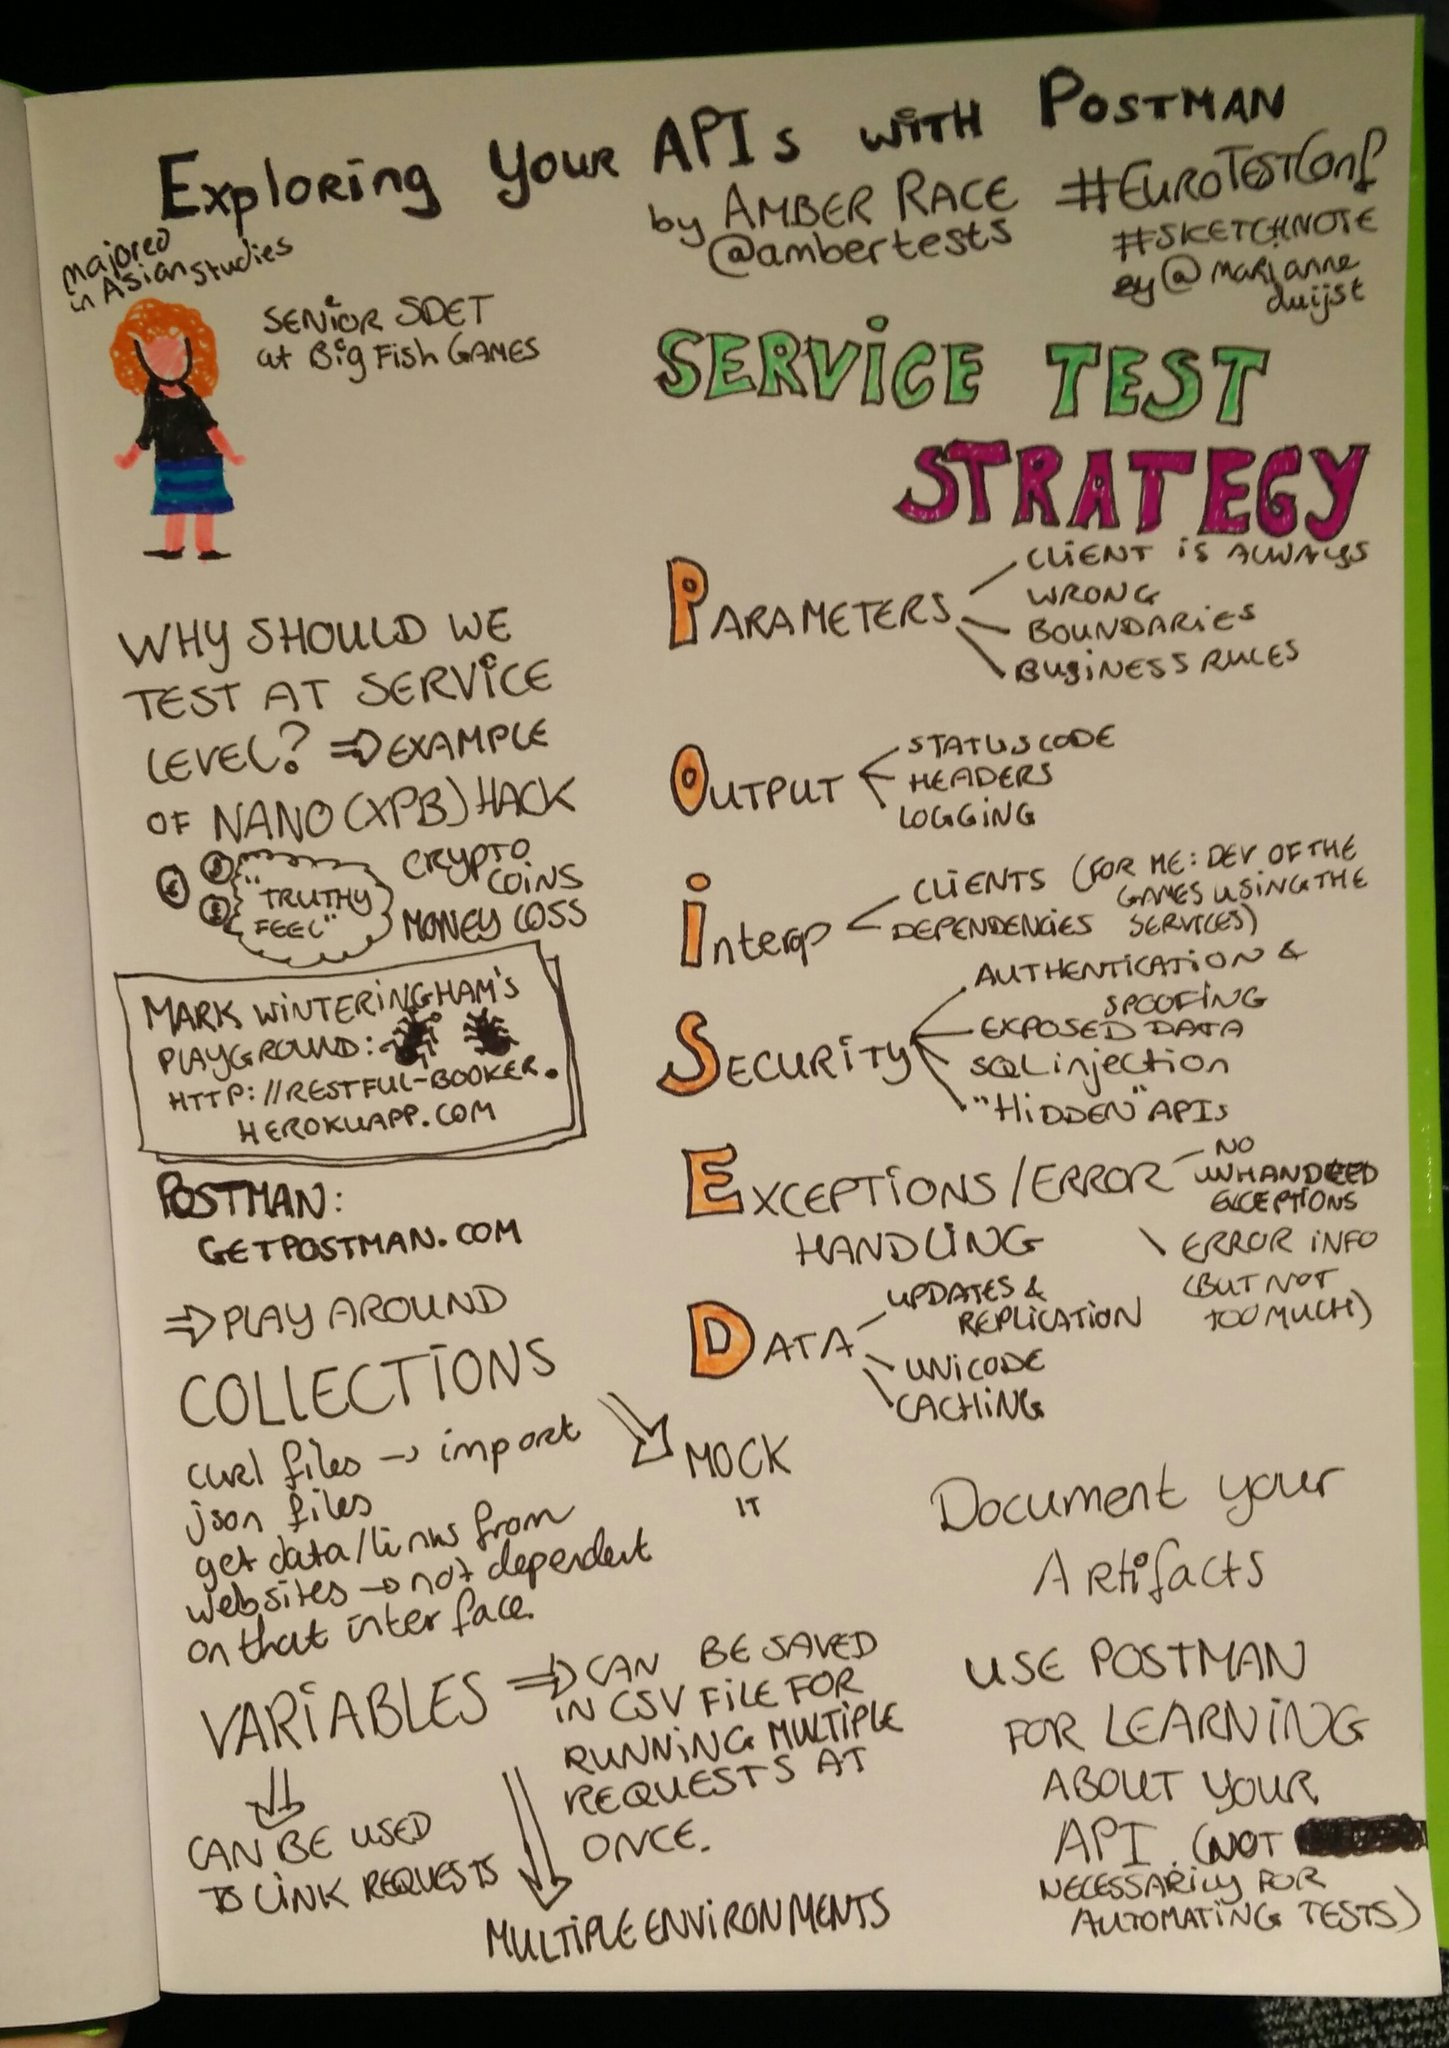 Exploring Your APIs with Postman
by Amber Race
@ambertests
#EuroTestConf
#Sketchnote
by @marianne
duijst
majored
in Asian studies
Senior SDET
at Big Fish Games
SERVICE TEST
STRATEGY
WHY SHOULD WE
TEST AT SERVICE
LEVEL? ⇒ EXAMPLE
OF NANO (XPB) HACK
€
$
£
"TRUTHY
FEEL"
CRYPTO
COINS
MONEY LOSS
MARK WINTERINGHAM'S
PLAYGROUND:
HTTP://RESTFUL-BOOKER.
HEROKUAPP.COM
POSTMAN:
GETPOSTMAN.COM
⇒ PLAY AROUND
COLLECTIONS
curl files → import
json files
get data/links from
websites → not dependent
on that interface.
MOCK
IT
VARIABLES ⇒ CAN BE SAVED
IN CSV FILE FOR
RUNNING MULTIPLE
REQUESTS AT
ONCE.
CAN BE USED
TO LINK REQUESTS
MULTIPLE ENVIRONMENTS
PARAMETERS
CLIENT IS ALWAYS
WRONG
BOUNDARIES
BUSINESS RULES
OUTPUT
STATUSCODE
HEADERS
LOGGING
Interop
CLIENTS (FOR ME: DEV OF THE
GAMES USING THE
SERVICES)
DEPENDENCIES
SECURITY
AUTHENTICATION &
SPOOFING
EXPOSED DATA
SQL injection
"HIDDEN" APIs
EXCEPTIONS/ERROR
HANDLING
NO
UNHANDLED
EXCEPTIONS
ERROR INFO
(BUT NOT
TOO MUCH)
DATA
UPDATES &
REPLICATION
UNICODE
CACHING
Document your
Artifacts
USE POSTMAN
FOR LEARNING
ABOUT YOUR
API. (NOT
NECESSARILY FOR
AUTOMATING TESTS)